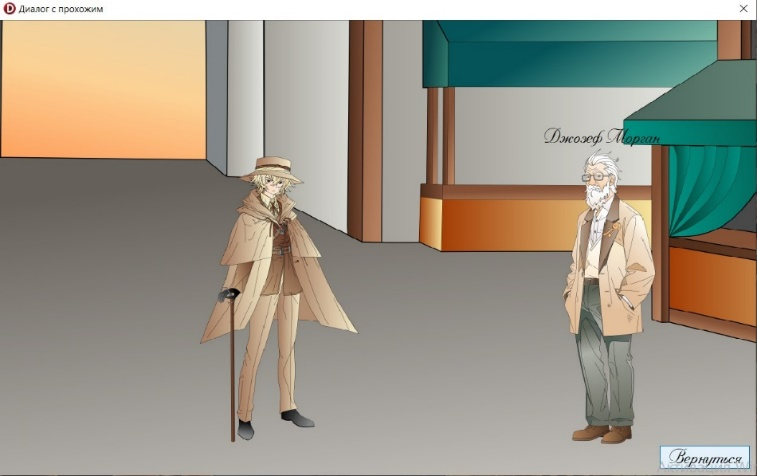 Диалог с прохожим
Джозеф Морган
Вернуться